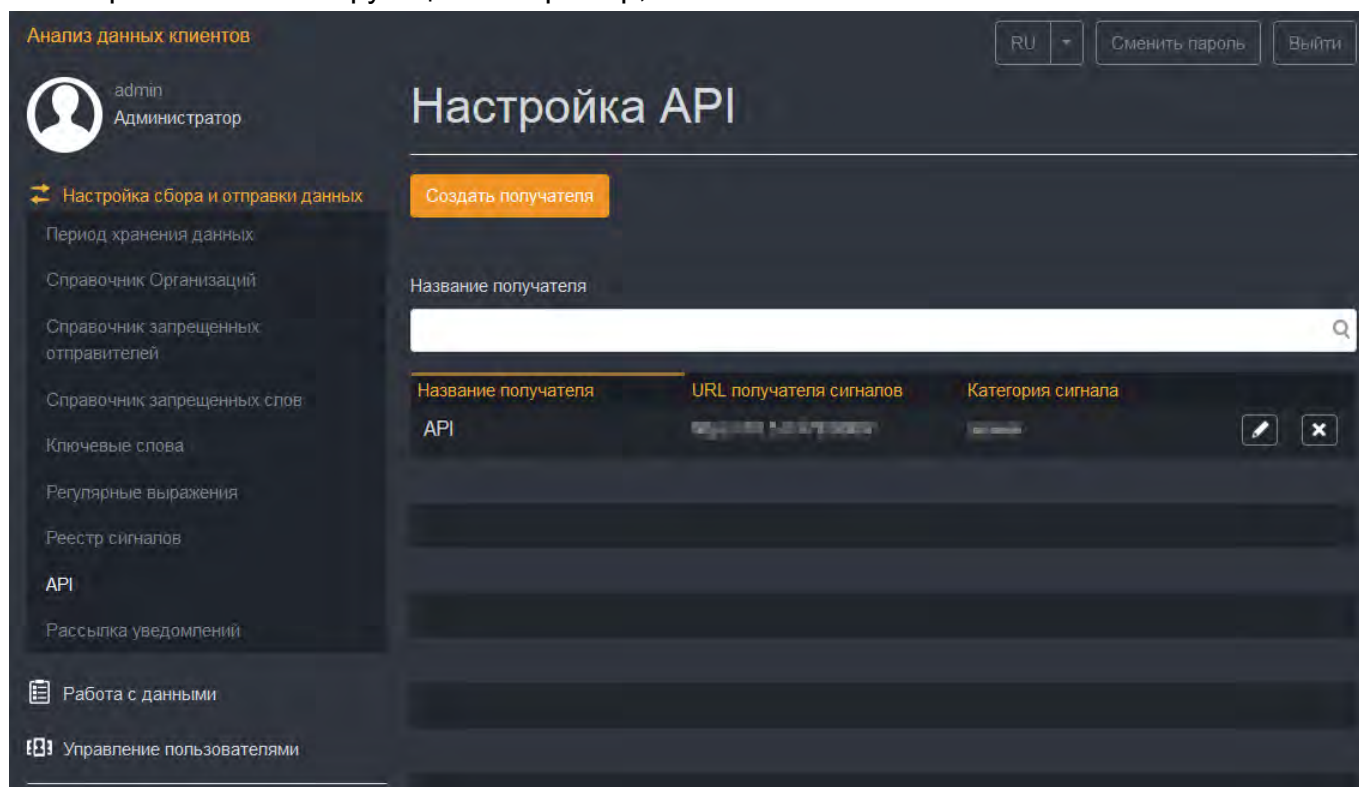 Анализ данных клиентов
RU
Сменить пароль
Выйти
admin
Администратор
Настройка API
Настройка сбора и отправки данных
Создать получателя
Период хранения данных
Справочник Организаций
Название получателя
Справочник запрещенных
отправителей
Название получателя
URL получателя сигналов
Категория сигнала
Справочник запрещенных слов
API
Ключевые слова
Регулярные выражения
Реестр сигналов
API
Рассылка уведомлений
Работа с данными
Управление пользователями